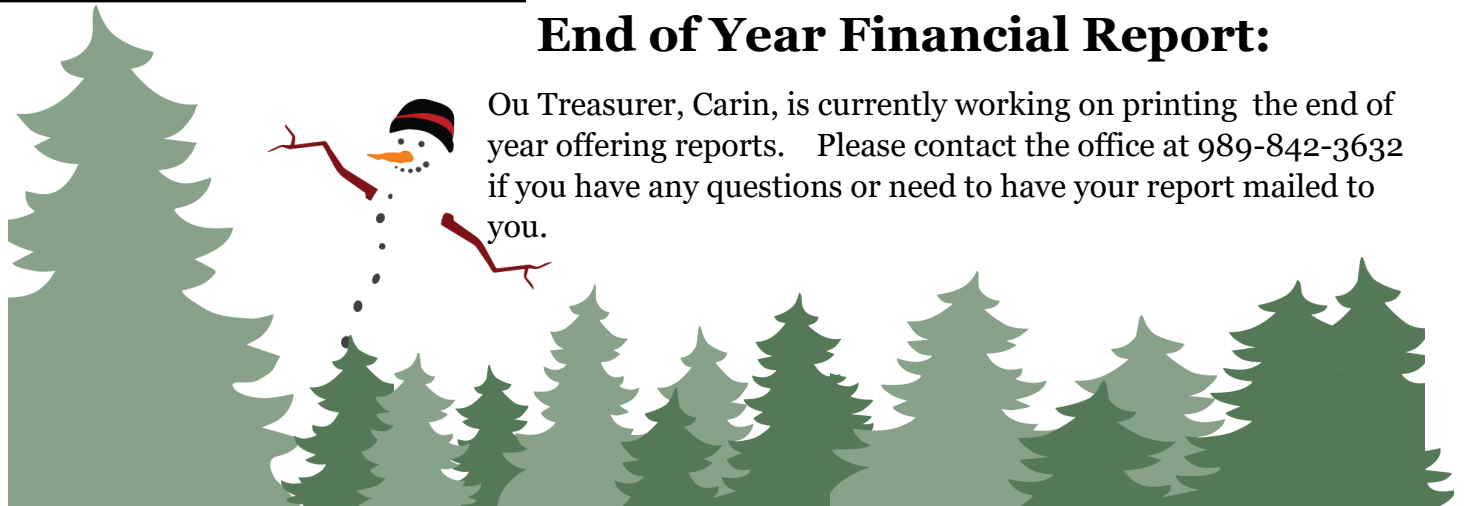 End of Year Financial Report:
Ou Treasurer, Carin, is currently working on printing  the end of
year offering reports.    Please contact the office at 989-842-3632
if you have any questions or need to have your report mailed to
you.